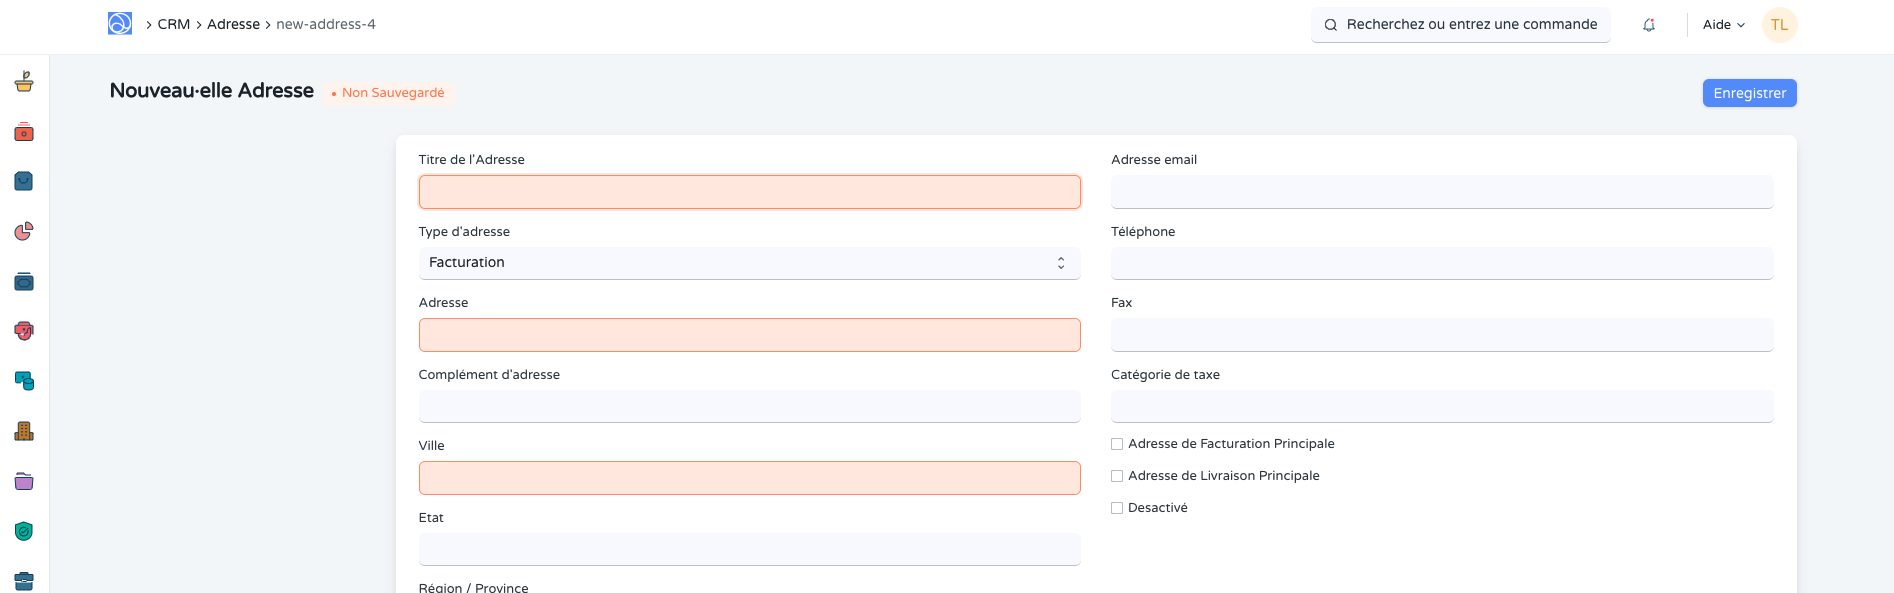 CRM Adresse new-address-4
Recherchez ou entrez une commande
Aide
TL
Nouveau·elle Adresse
Non Sauvegardé
Enregistrer
Titre de l'Adresse
Type d'adresse
Facturation
Adresse
Complément d'adresse
Ville
Etat
Région / Province
Adresse email
Téléphone
Fax
Catégorie de taxe
Adresse de Facturation Principale
Adresse de Livraison Principale
Desactivé